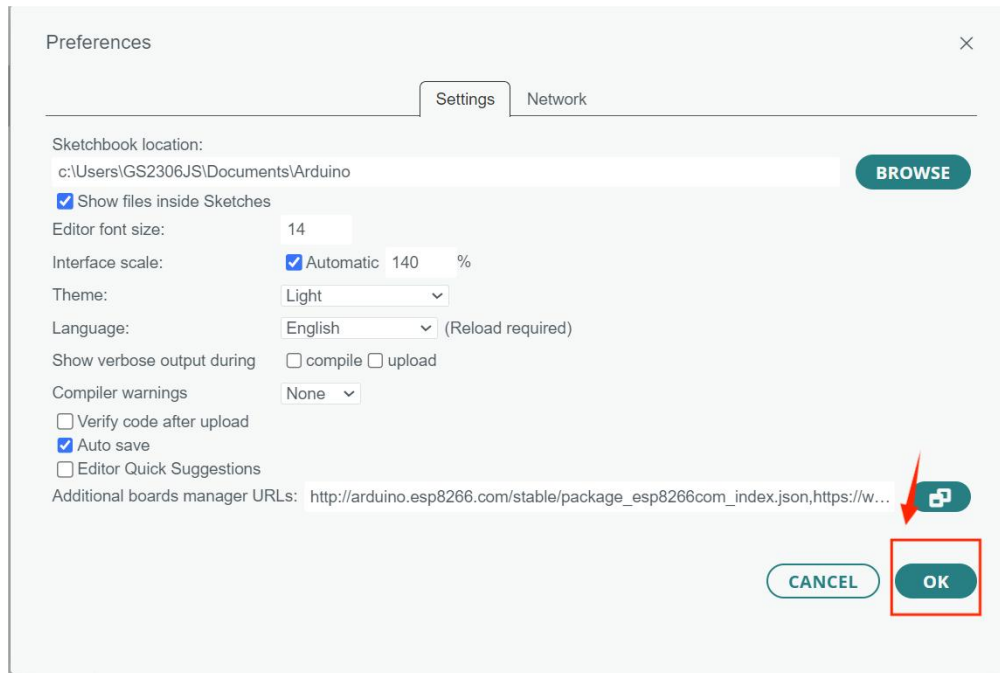 Preferences
Settings Network
Sketchbook location:
c:\Users\GS2306JS\Documents\Arduino BROWSE
Show files inside Sketches
Editor font size: 14
Interface scale: Automatic 140 %
Theme: Light
Language: English (Reload required)
Show verbose output during compile upload
Compiler warnings None
Verify code after upload
Auto save
Editor Quick Suggestions
Additional boards manager URLs: http://arduino.esp8266.com/stable/package_esp8266com_index.json,https://w...
CANCEL OK